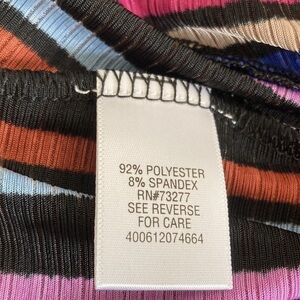 92% POLYESTER
8% SPANDEX
RN#73277
SEE REVERSE
FOR CARE
400612074664